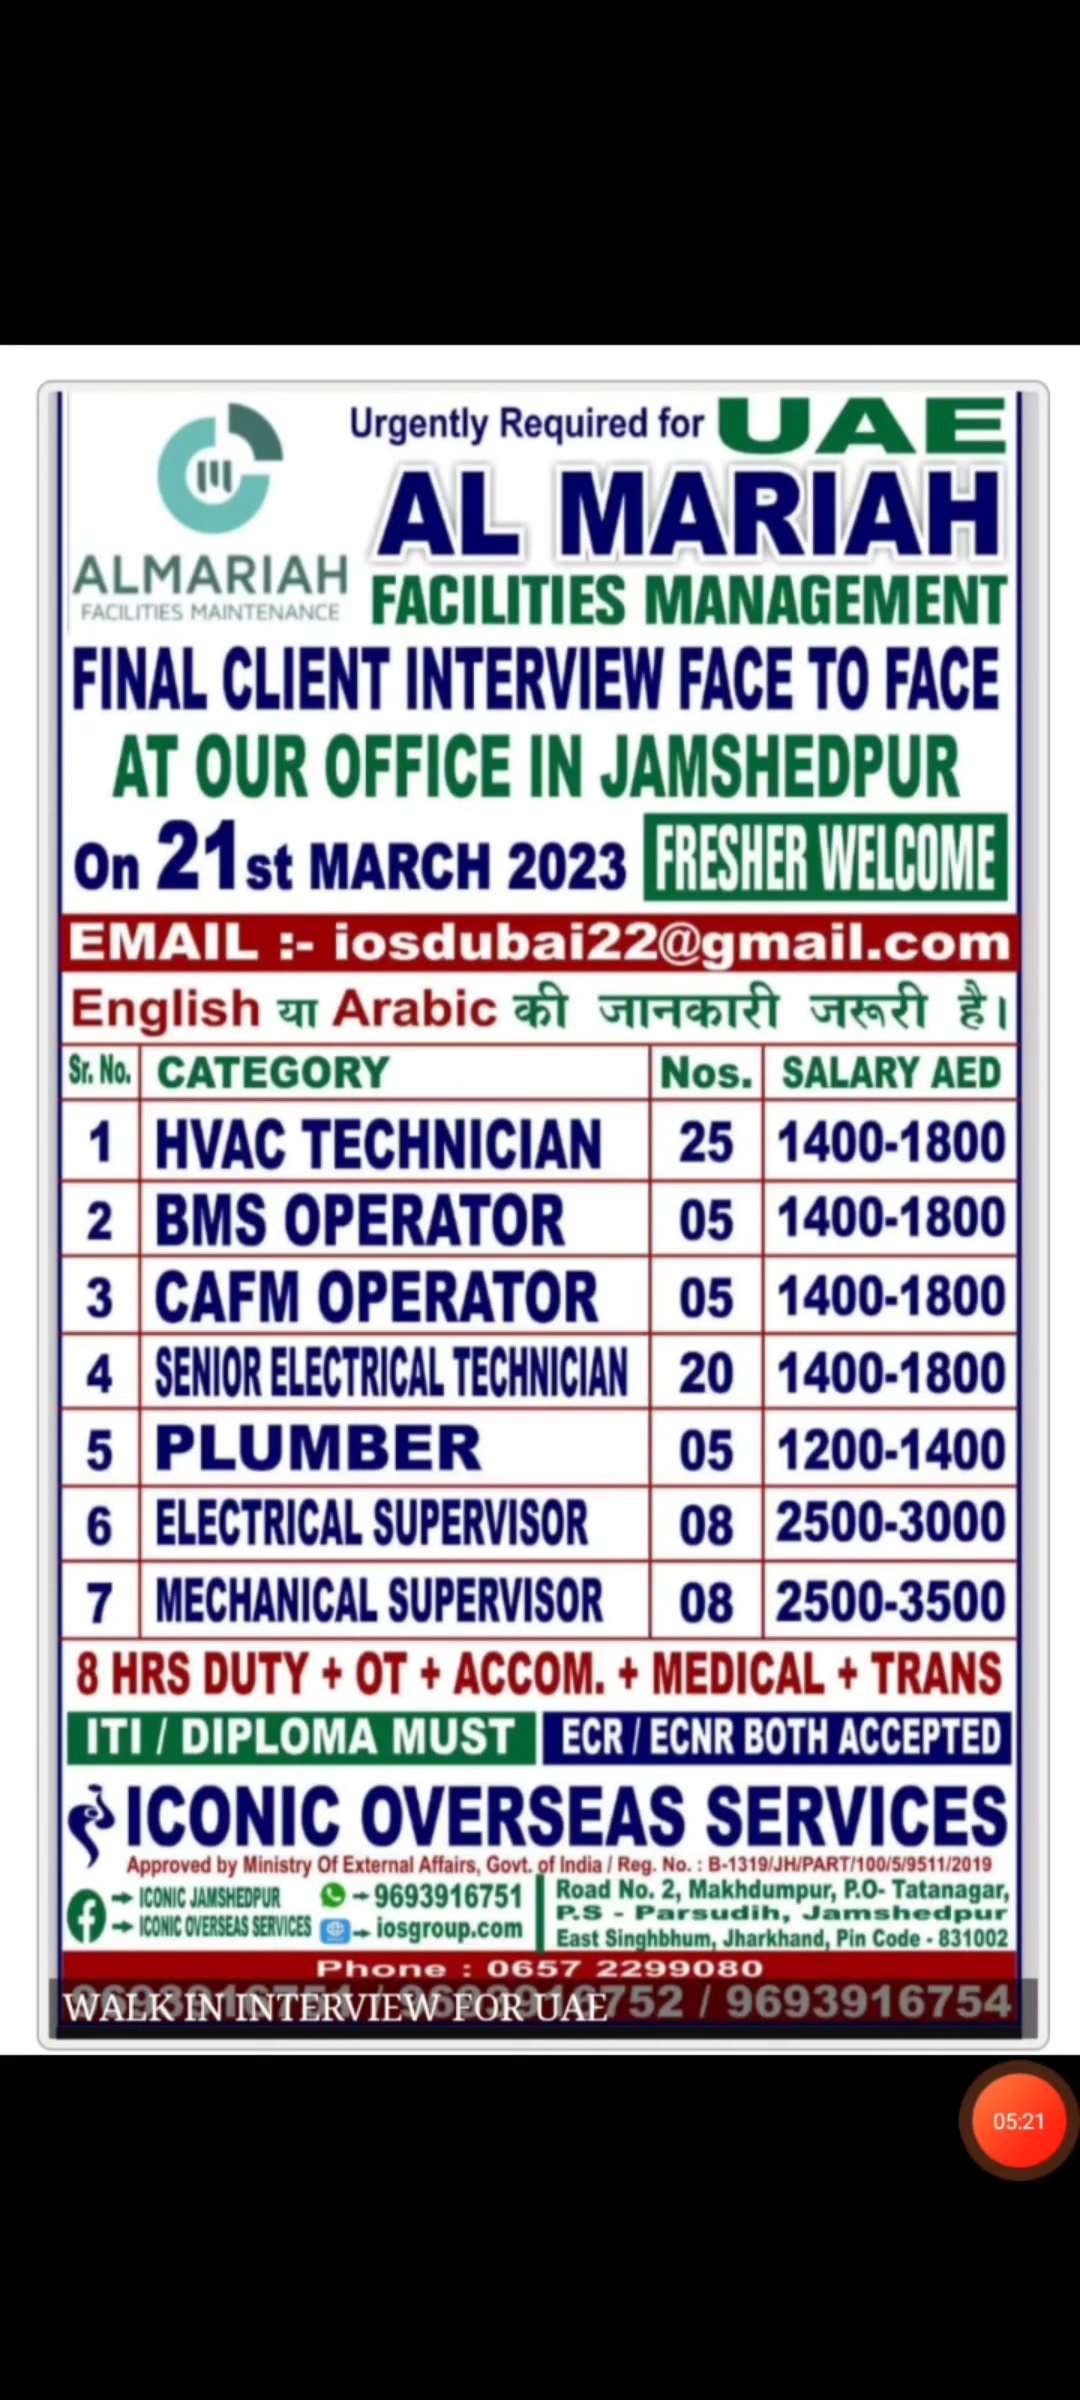 Urgently Required for UAE
AL MARIAH
ALMARIAH
FACILITIES MAINTENANCE
FACILITIES MANAGEMENT
FINAL CLIENT INTERVIEW FACE TO FACE
AT OUR OFFICE IN JAMSHEDPUR
On 21st MARCH 2023 FRESHER WELCOME
EMAIL :- iosdubai22@gmail.com
English या Arabic की जानकारी जरूरी है।
Sr. No. CATEGORY Nos. SALARY AED
1 HVAC TECHNICIAN 25 1400-1800
2 BMS OPERATOR 05 1400-1800
3 CAFM OPERATOR 05 1400-1800
4 SENIOR ELECTRICAL TECHNICIAN 20 1400-1800
5 PLUMBER 05 1200-1400
6 ELECTRICAL SUPERVISOR 08 2500-3000
7 MECHANICAL SUPERVISOR 08 2500-3500
8 HRS DUTY + OT + ACCOM. + MEDICAL + TRANS
ITI / DIPLOMA MUST ECR / ECNR BOTH ACCEPTED
ICONIC OVERSEAS SERVICES
Approved by Ministry Of External Affairs, Govt. of India / Reg. No. : B-1319/JH/PART/100/5/9511/2019
ICONIC JAMSHEDPUR 9693916751
ICONIC OVERSEAS SERVICES iosgroup.com
Road No. 2, Makhdumpur, P.O- Tatanagar,
P.S - Parsudih, Jamshedpur
East Singhbhum, Jharkhand, Pin Code - 831002
Phone : 0657 2299080
/ 9693916754
WALK IN INTERVIEW FOR UAE
05:21